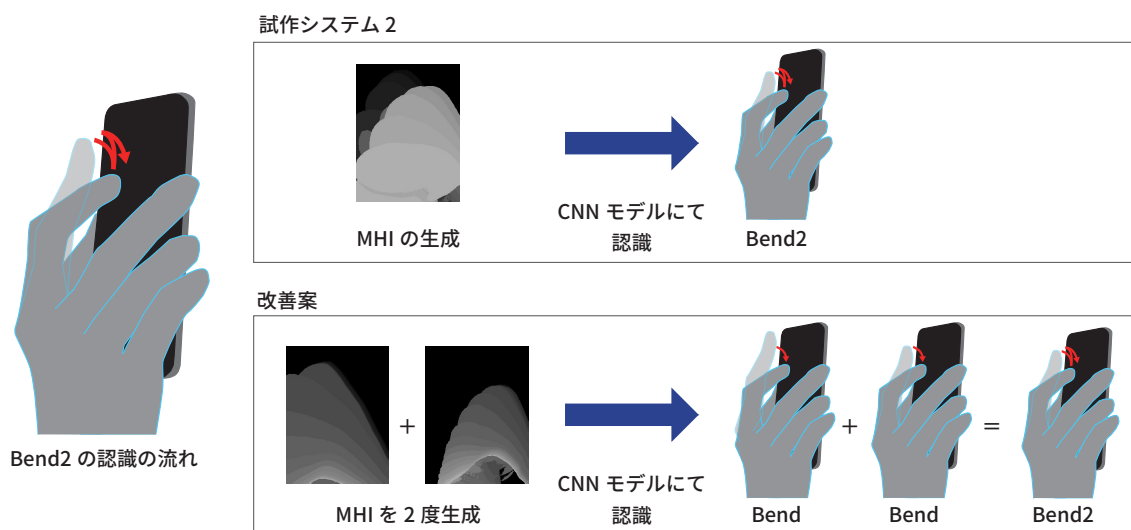 試作システム 2
MHI の生成
CNN モデルにて
認識
Bend2
Bend2 の認識の流れ
改善案
+
MHI を 2 度生成
CNN モデルにて
認識
+
=
Bend
Bend
Bend2